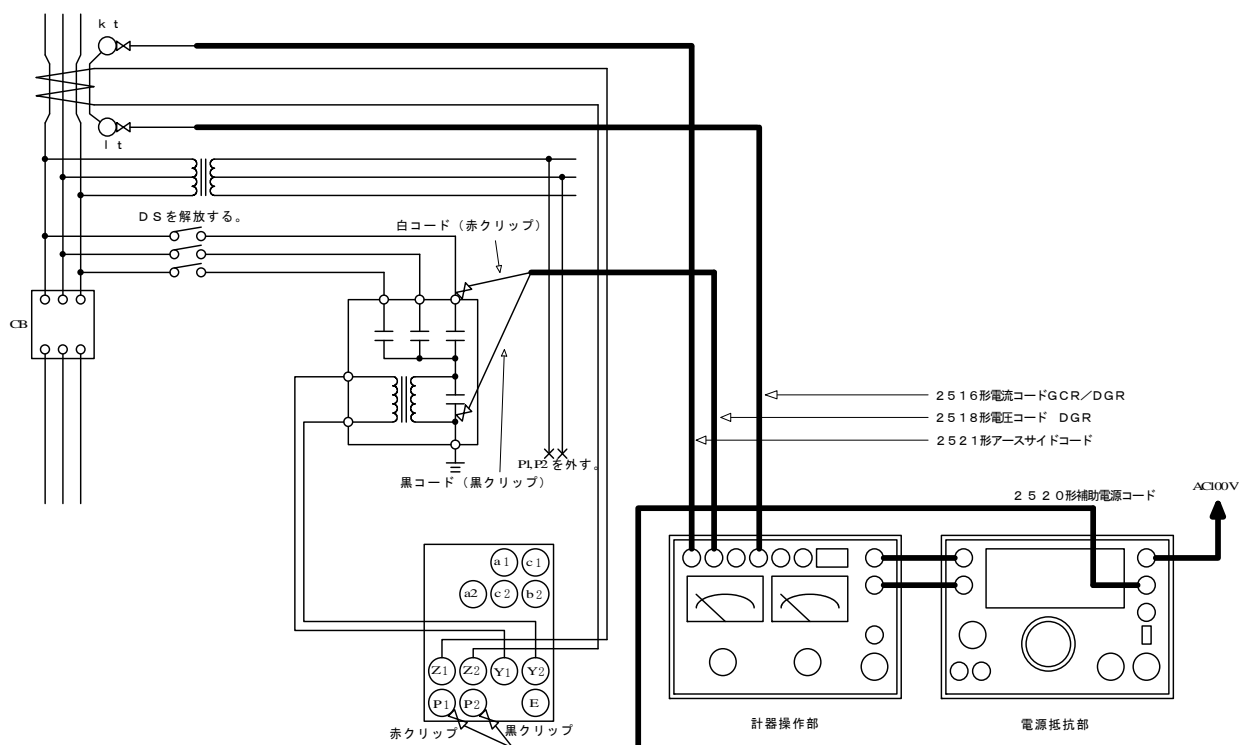 k t
l t
DSを解放する。
白コード（赤クリップ）
CB
2516形電流コードGCR／DGR
2518形電圧コード　DGR
2521形アースサイドコード
P1,P2を外す。
黒コード（黒クリップ）
2520形補助電源コード
AC100V
a1 c1
a2 c2 b2
Z1 Z2 Y1 Y2
P1 P2 E
赤クリップ
黒クリップ
計器操作部
電源抵抗部